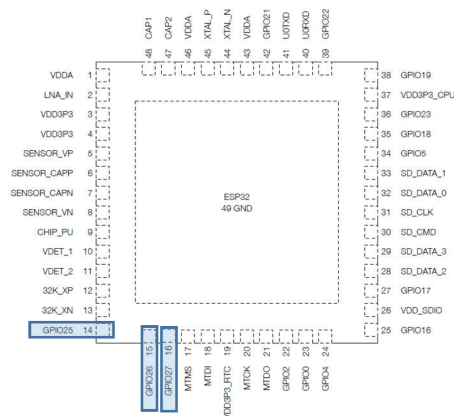 48 CAP1
47 CAP2
46 VDDA
45 XTAL_P
44 XTAL_N
43 VDDA
42 GPIO21
41 U0TXD
40 U0RXD
39 GPIO22
VDDA 1
LNA_IN 2
VDD3P3 3
VDD3P3 4
SENSOR_VP 5
SENSOR_CAPP 6
SENSOR_CAPN 7
SENSOR_VN 8
CHIP_PU 9
VDET_1 10
VDET_2 11
32K_XP 12
32K_XN 13
GPIO25 14
ESP32
49 GND
38 GPIO19
37 VDD3P3_CPU
36 GPIO23
35 GPIO18
34 GPIO5
33 SD_DATA_1
32 SD_DATA_0
31 SD_CLK
30 SD_CMD
29 SD_DATA_3
28 SD_DATA_2
27 GPIO17
26 VDD_SDIO
25 GPIO16
GPIO26 15
GPIO27 16
MTMS 17
MTDI 18
VDD3P3_RTC 19
MTCK 20
MTDO 21
GPIO2 22
GPIO0 23
GPIO4 24